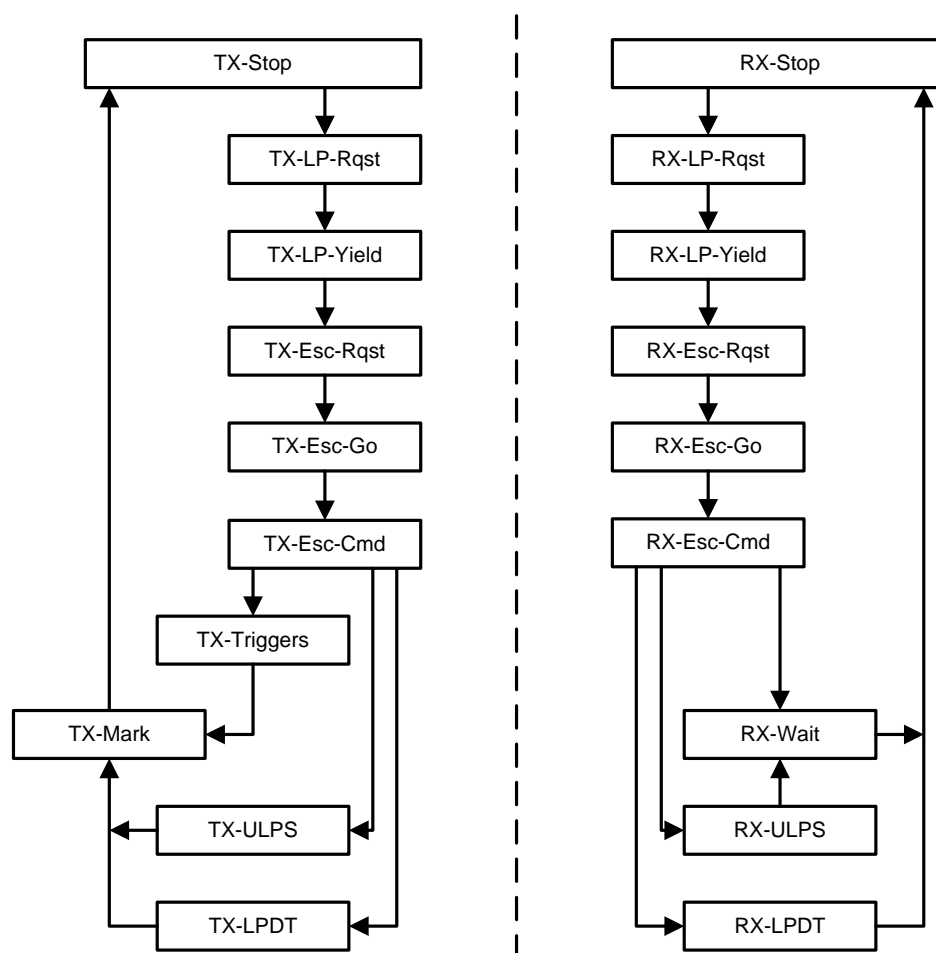 TX-Stop
TX-LP-Rqst
TX-LP-Yield
TX-Esc-Rqst
TX-Esc-Go
TX-Esc-Cmd
TX-Triggers
TX-Mark
TX-ULPS
TX-LPDT
RX-Stop
RX-LP-Rqst
RX-LP-Yield
RX-Esc-Rqst
RX-Esc-Go
RX-Esc-Cmd
RX-Wait
RX-ULPS
RX-LPDT